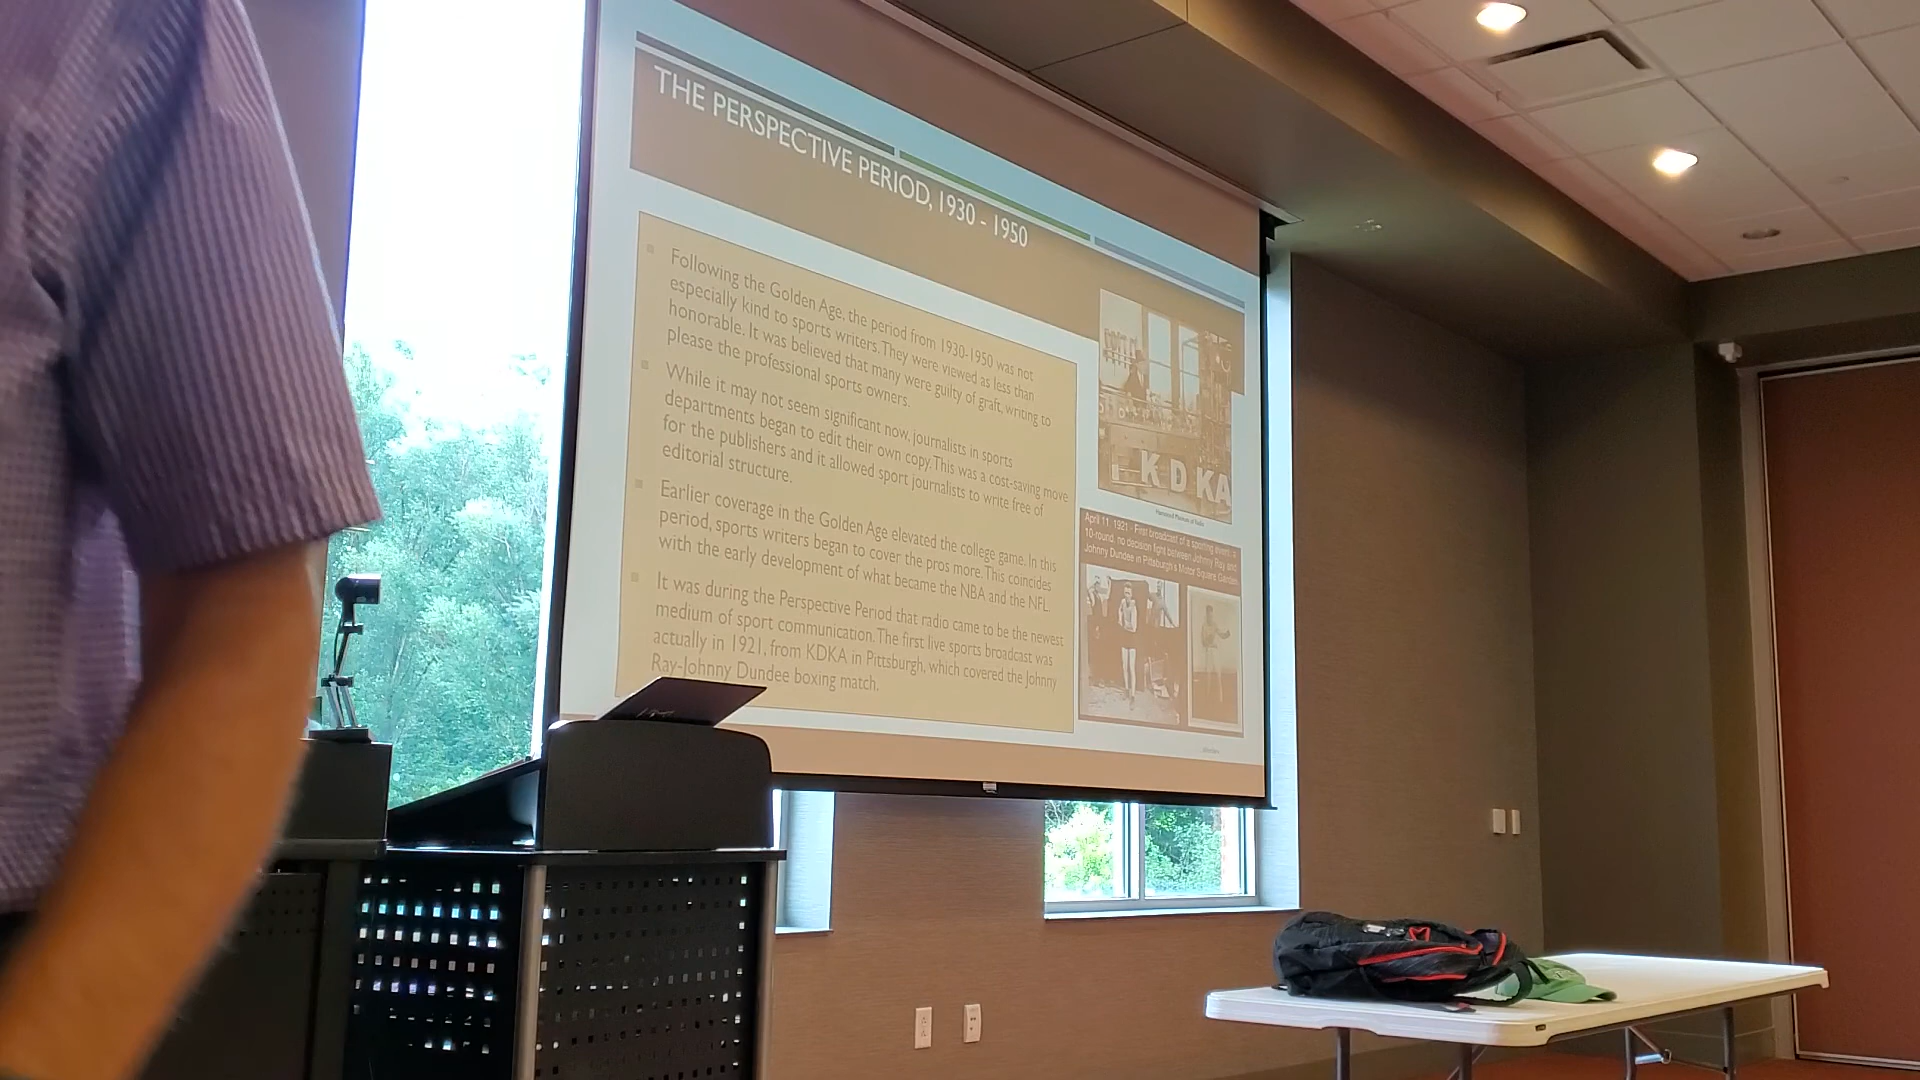 THE PERSPECTIVE PERIOD, 1930 - 1950
Following the Golden Age, the period from 1930-1950 was not
especially kind to sports writers. They were viewed as less than
honorable. It was believed that many were guilty of graft, writing to
please the professional sports owners.
While it may not seem significant now, journalists in sports
departments began to edit their own copy. This was a cost-saving move
for the publishers and it allowed sport journalists to write free of
editorial structure.
Earlier coverage in the Golden Age elevated the college game. In this
period, sports writers began to cover the pros more. This coincides
with the early development of what became the NBA and the NFL.
It was during the Perspective Period that radio came to be the newest
medium of sport communication. The first live sports broadcast was
actually in 1921, from KDKA in Pittsburgh, which covered the Johnny
Ray-Johnny Dundee boxing match.
KDKA
April 11, 1921 - First broadcast of a sporting event, a
10-round, no decision fight between Johnny Ray and
Johnny Dundee in Pittsburgh's Motor Square Garden